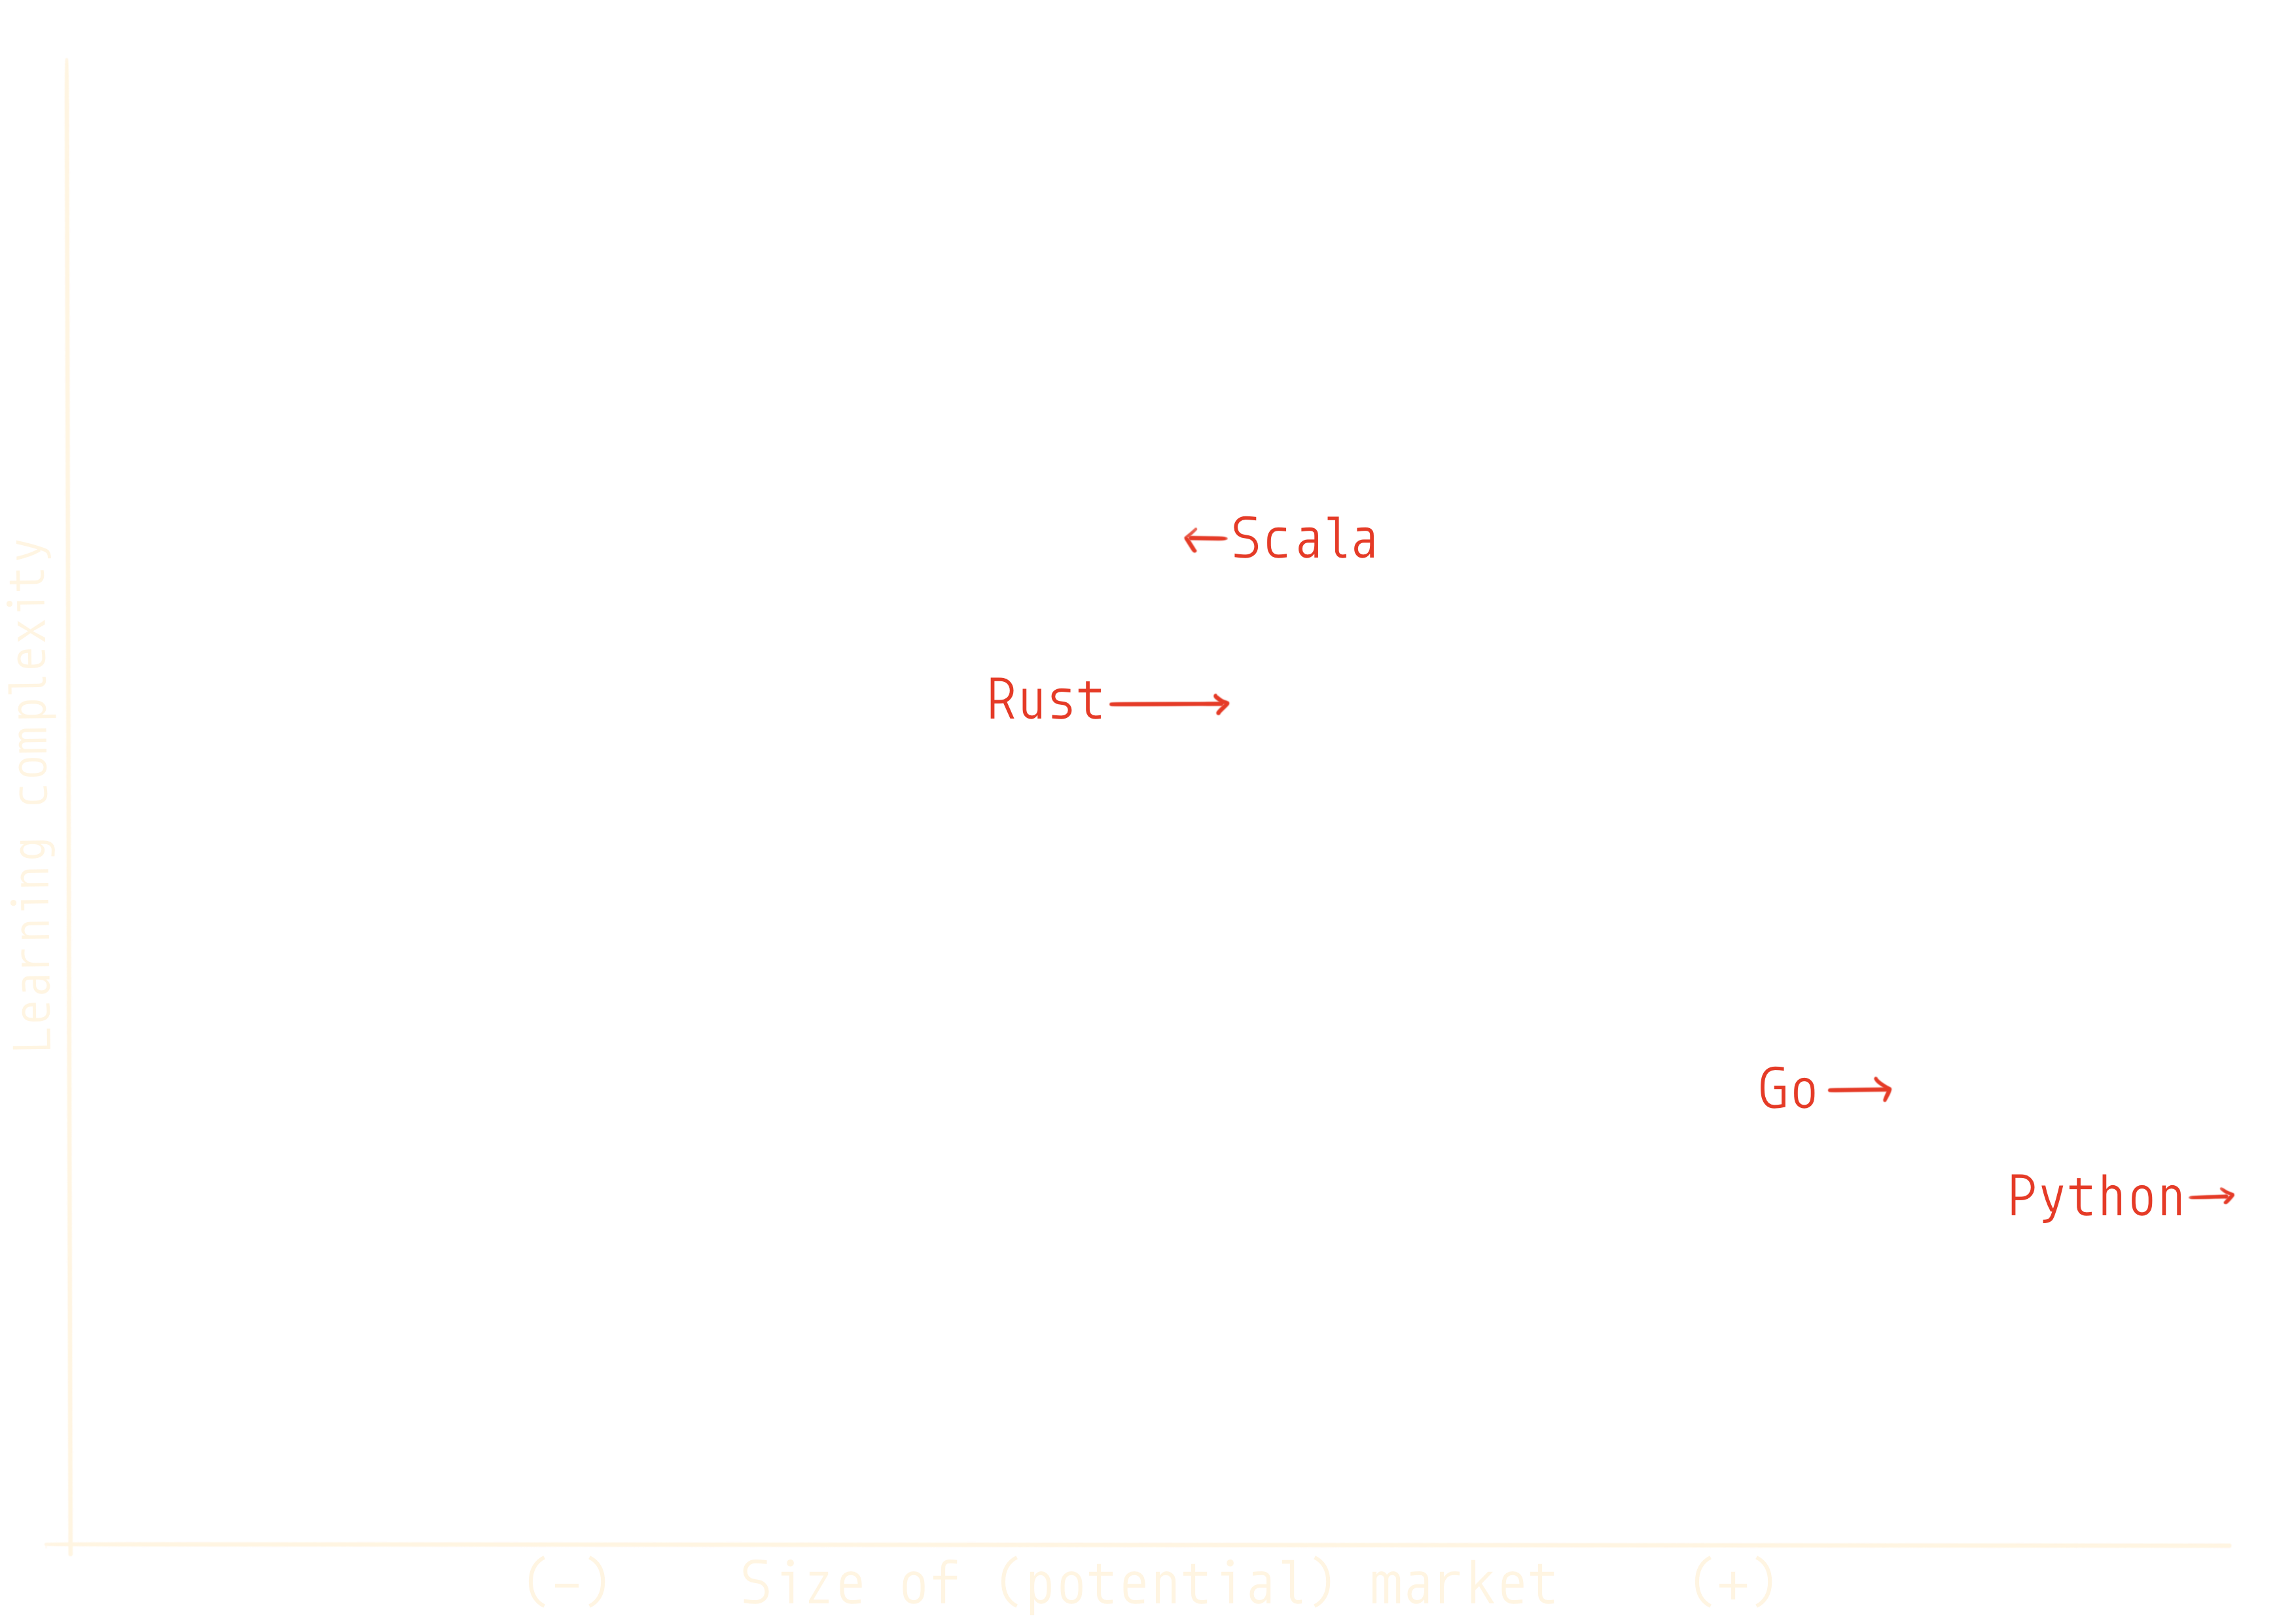 Scala
Rust
Learning complexity
Go
Python
(-) Size of (potential) market (+)